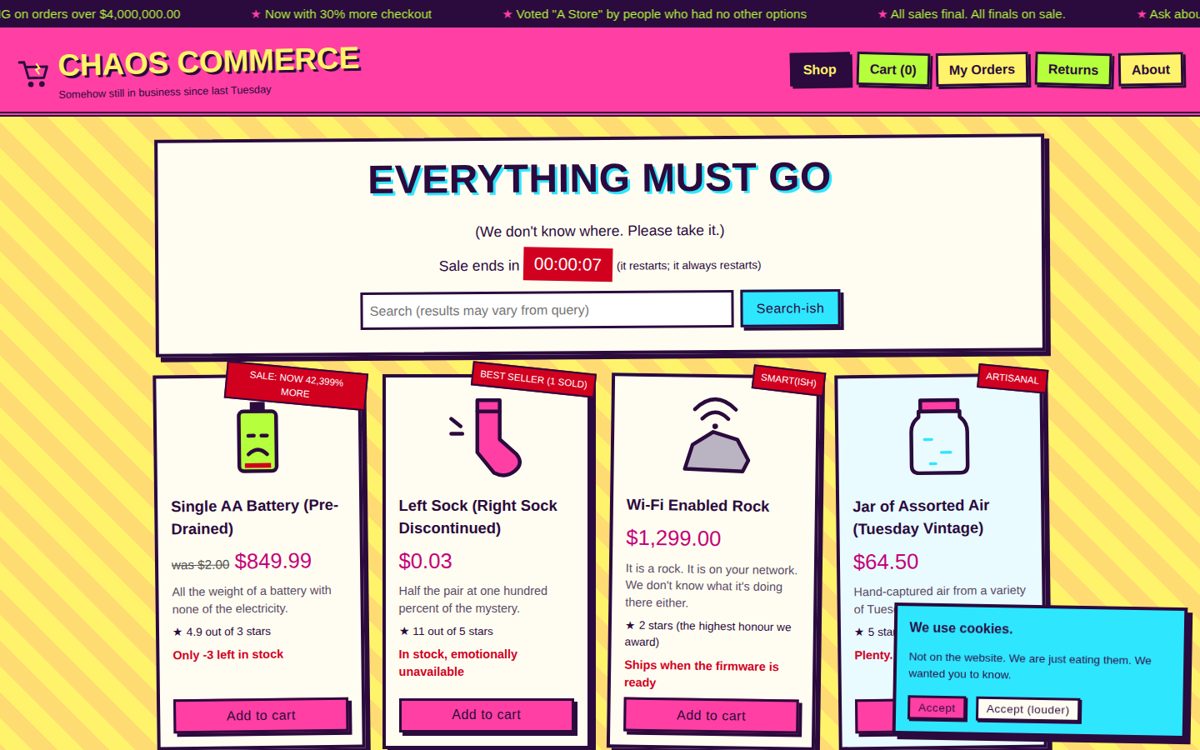 G on orders over $4,000,000.00 ★ Now with 30% more checkout ★ Voted "A Store" by people who had no other options ★ All sales final. All finals on sale. ★ Ask abou
CHAOS COMMERCE
Somehow still in business since last Tuesday
Shop
Cart (0)
My Orders
Returns
About
EVERYTHING MUST GO
(We don't know where. Please take it.)
Sale ends in 00:00:07 (it restarts; it always restarts)
Search (results may vary from query)
Search-ish
SALE: NOW 42,399%
MORE
Single AA Battery (Pre-
Drained)
was $2.00 $849.99
All the weight of a battery with
none of the electricity.
★ 4.9 out of 3 stars
Only -3 left in stock
Add to cart
BEST SELLER (1 SOLD)
Left Sock (Right Sock
Discontinued)
$0.03
Half the pair at one hundred
percent of the mystery.
★ 11 out of 5 stars
In stock, emotionally
unavailable
Add to cart
SMART(ISH)
Wi-Fi Enabled Rock
$1,299.00
It is a rock. It is on your network.
We don't know what it's doing
there either.
★ 2 stars (the highest honour we
award)
Ships when the firmware is
ready
Add to cart
ARTISANAL
Jar of Assorted Air
(Tuesday Vintage)
$64.50
Hand-captured air from a variety
of Tues
★ 5 sta
Plenty.
We use cookies.
Not on the website. We are just eating them. We
wanted you to know.
Accept
Accept (louder)